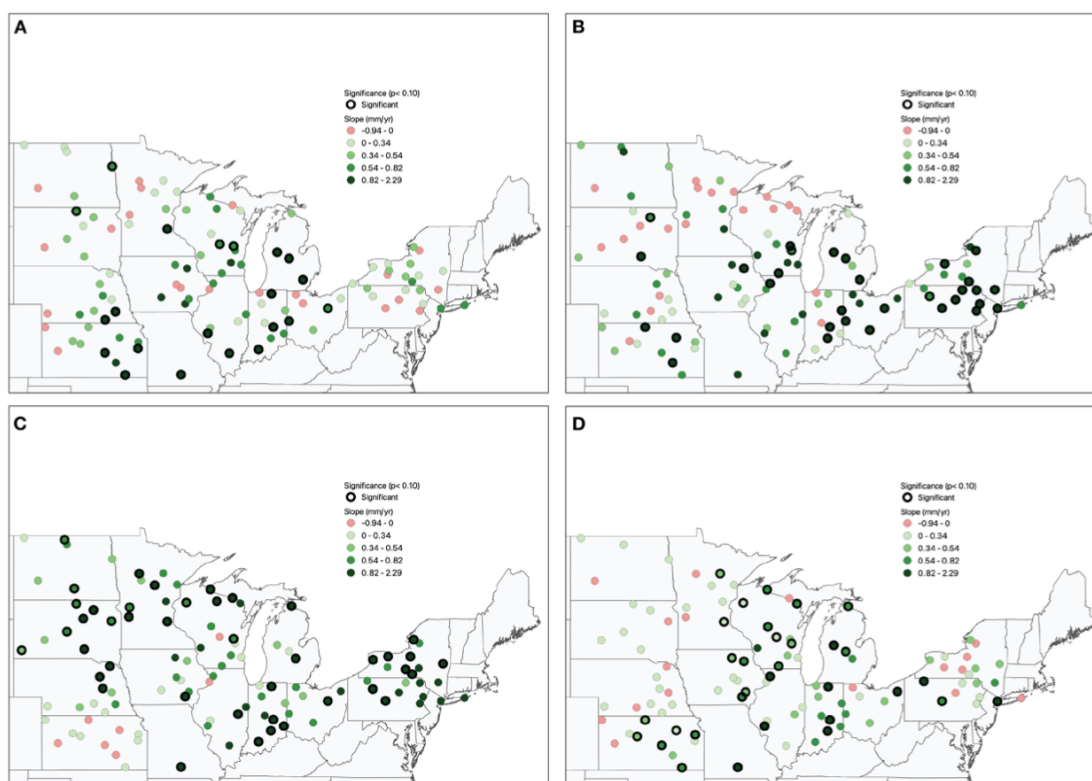 A
Significance (p< 0.10)
Significant
Slope (mm/yr)
-0.94 - 0
0 - 0.34
0.34 - 0.54
0.54 - 0.82
0.82 - 2.29
B
Significance (p< 0.10)
Significant
Slope (mm/yr)
-0.94 - 0
0 - 0.34
0.34 - 0.54
0.54 - 0.82
0.82 - 2.29
C
Significance (p< 0.10)
Significant
Slope (mm/yr)
-0.94 - 0
0 - 0.34
0.34 - 0.54
0.54 - 0.82
0.82 - 2.29
D
Significance (p< 0.10)
Significant
Slope (mm/yr)
-0.94 - 0
0 - 0.34
0.34 - 0.54
0.54 - 0.82
0.82 - 2.29